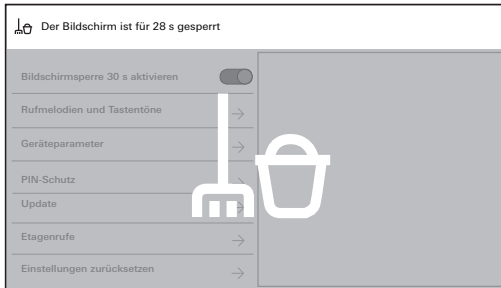 Der Bildschirm ist für 28 s gesperrt
Bildschirmsperre 30 s aktivieren
Rufmelodien und Tastentöne
Geräteparameter
PIN-Schutz
Update
Etagenrufe
Einstellungen zurücksetzen